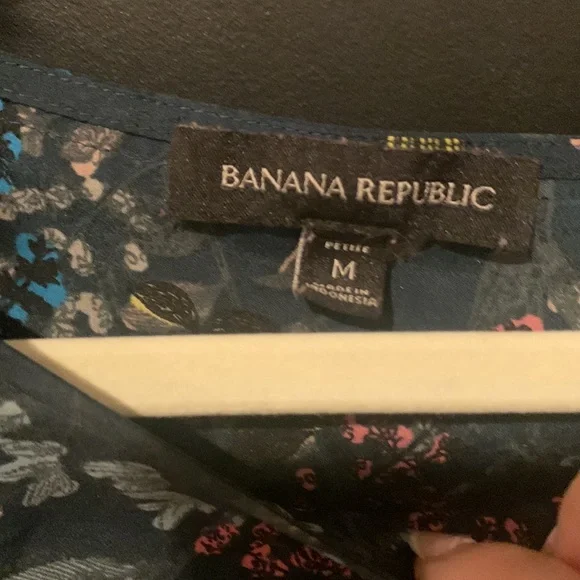 BANANA REPUBLIC
PETITE
M
MADE IN
INDONESIA